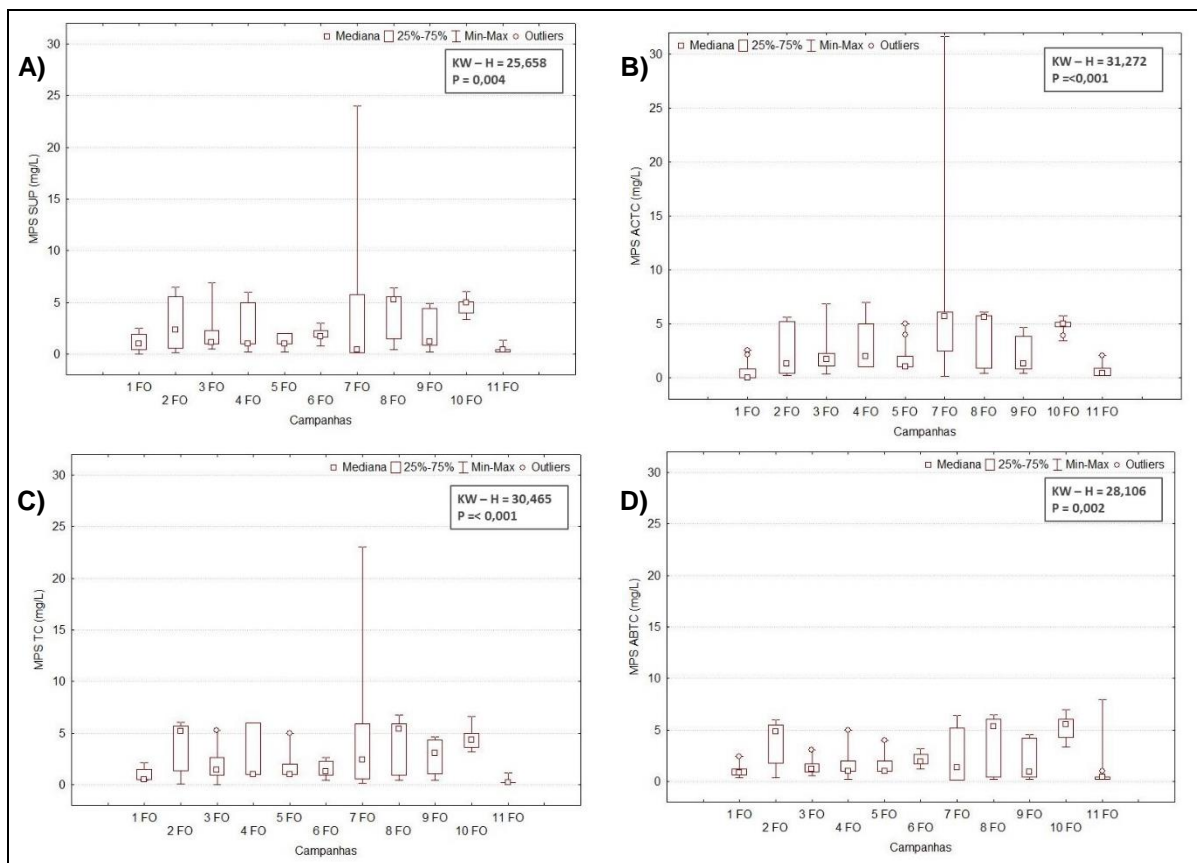 A)
Mediana 25%-75% Min-Max Outliers
KW – H = 25,658
P = 0,004
MPS SUP (mg/L)
30
25
20
15
10
5
0
1 FO 3 FO 5 FO 7 FO 9 FO 11 FO
2 FO 4 FO 6 FO 8 FO 10 FO
Campanhas
B)
Mediana 25%-75% Min-Max Outliers
KW – H = 31,272
P =<0,001
MPS ACTC (mg/L)
30
25
20
15
10
5
0
1 FO 3 FO 5 FO 8 FO 10 FO
2 FO 4 FO 7 FO 9 FO 11 FO
Campanhas
C)
Mediana 25%-75% Min-Max Outliers
KW – H = 30,465
P =< 0,001
MPS TC (mg/L)
30
25
20
15
10
5
0
1 FO 3 FO 5 FO 7 FO 9 FO 11 FO
2 FO 4 FO 6 FO 8 FO 10 FO
Campanhas
D)
Mediana 25%-75% Min-Max Outliers
KW – H = 28,106
P = 0,002
MPS ABTC (mg/L)
30
25
20
15
10
5
0
1 FO 3 FO 5 FO 7 FO 9 FO 11 FO
2 FO 4 FO 6 FO 8 FO 10 FO
Campanhas